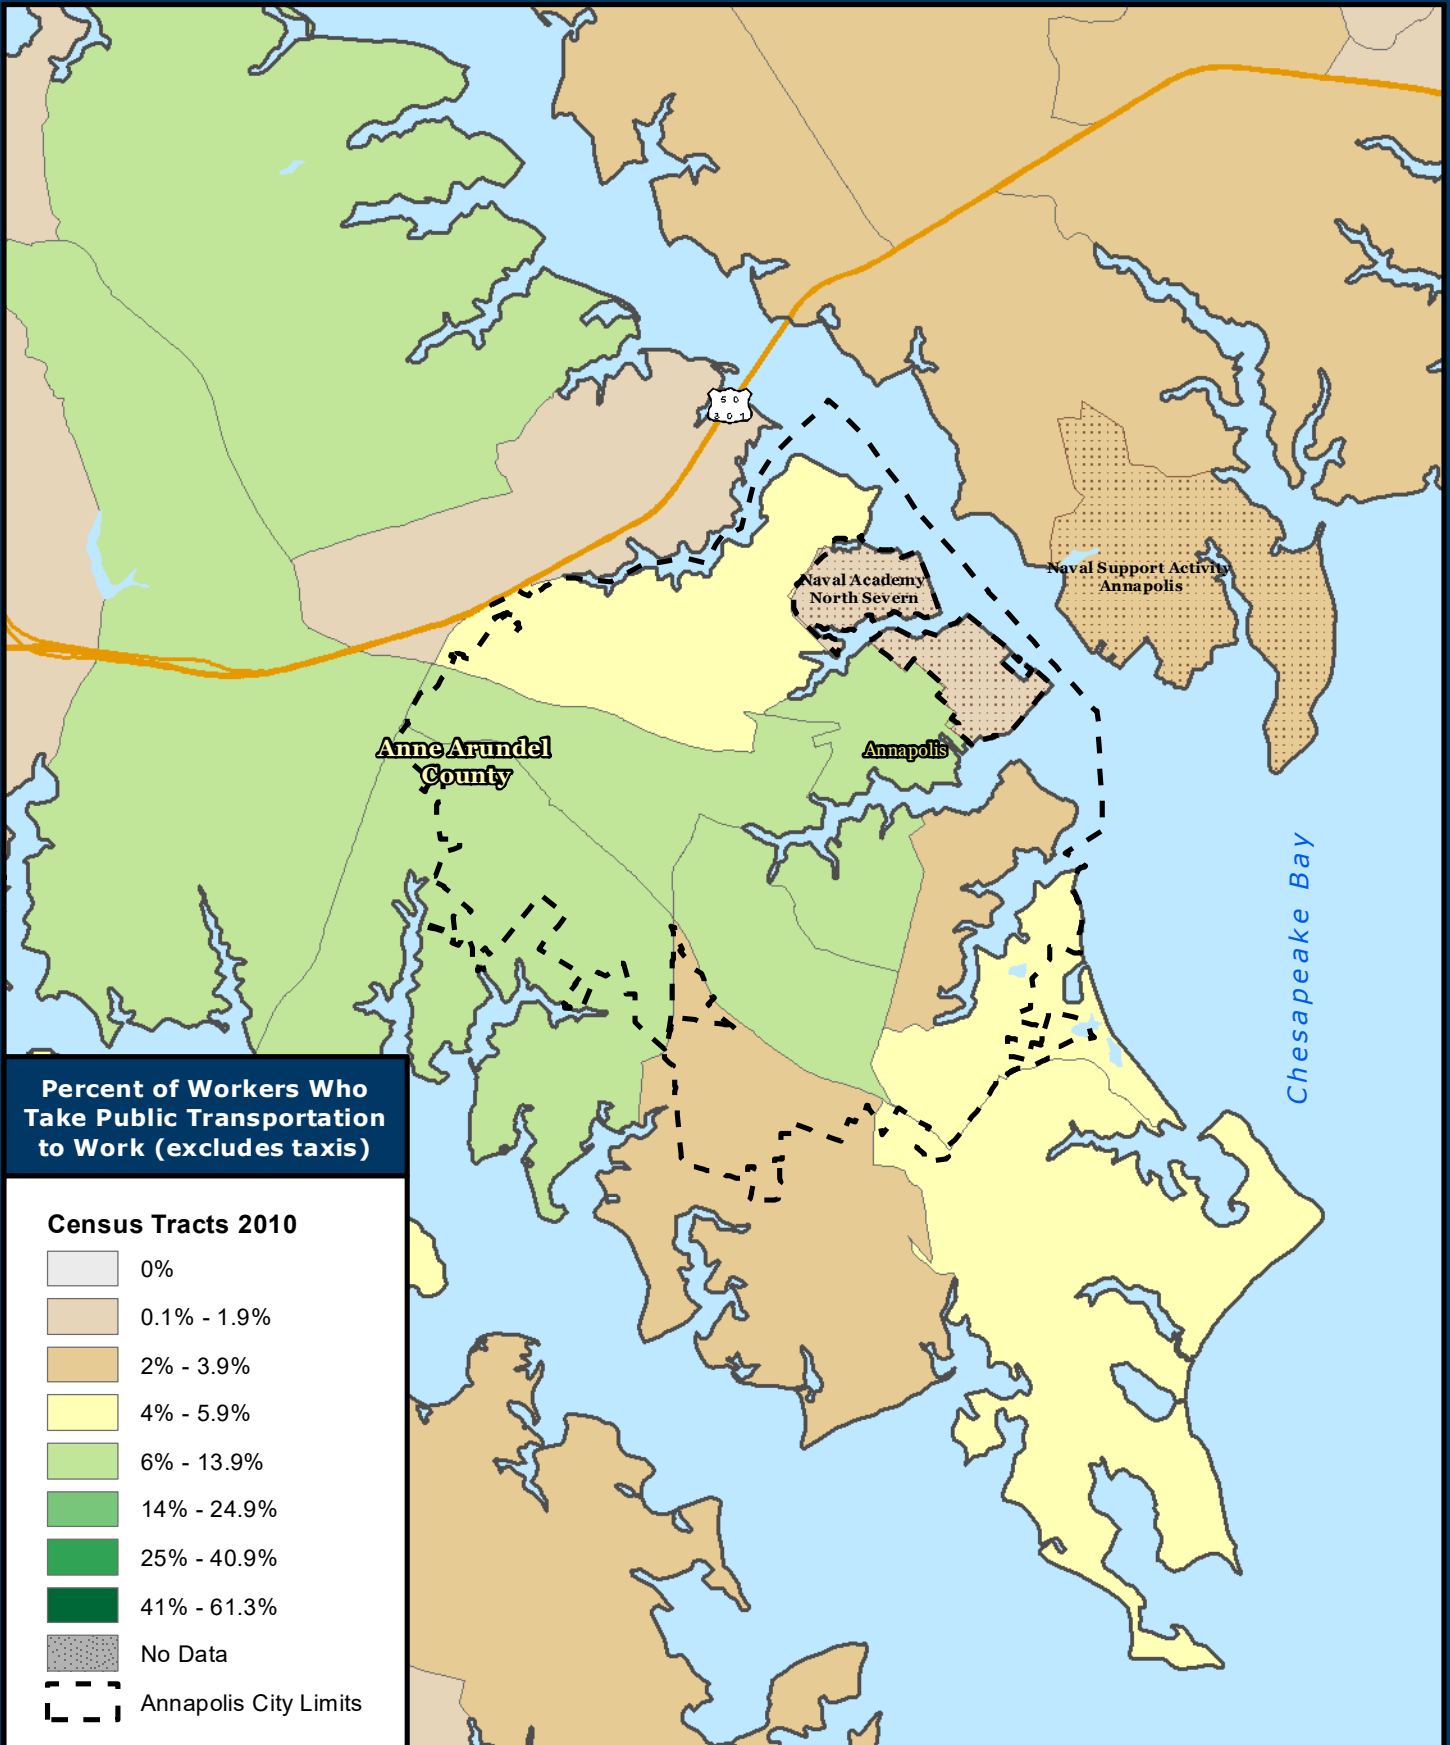 50
301
Naval Academy
North Severn
Naval Support Activity
Annapolis
Anne Arundel
County
Annapolis
Chesapeake Bay
Percent of Workers Who
Take Public Transportation
to Work (excludes taxis)
Census Tracts 2010
0%
0.1% - 1.9%
2% - 3.9%
4% - 5.9%
6% - 13.9%
14% - 24.9%
25% - 40.9%
41% - 61.3%
No Data
Annapolis City Limits